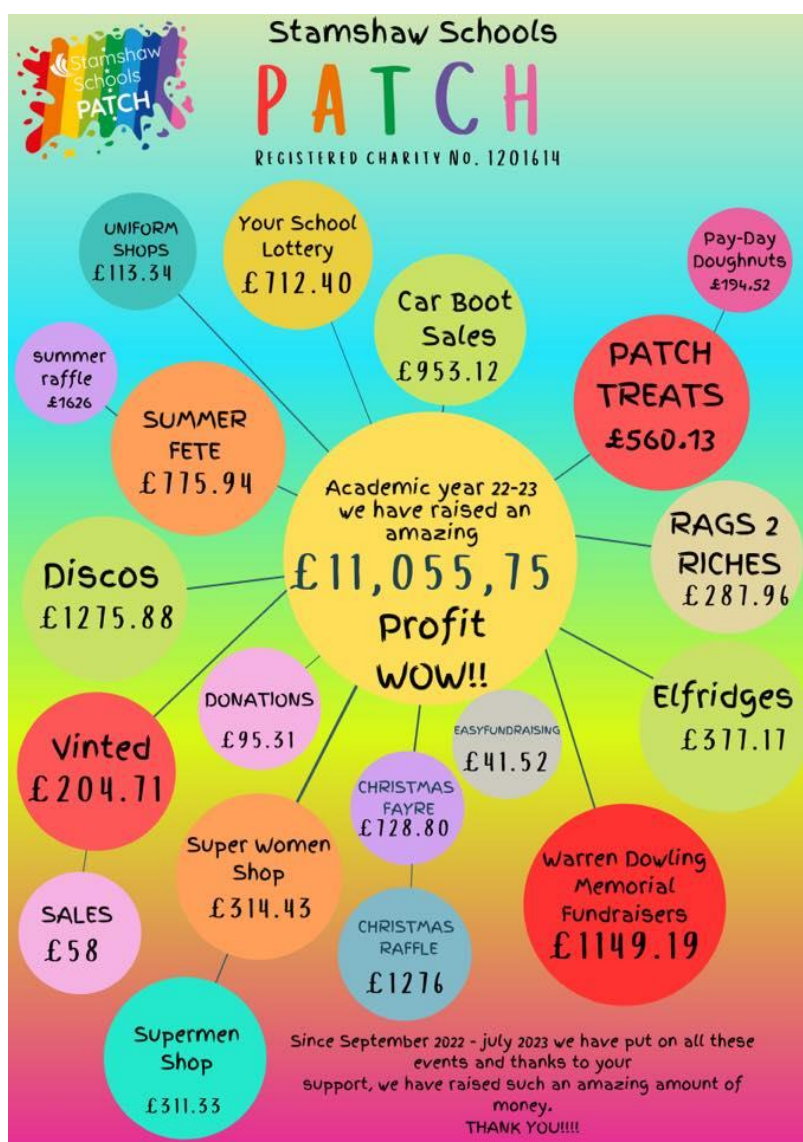 Stamshaw
Schools
PATCH
Stamshaw Schools
PATCH
REGISTERED CHARITY No. 1201614
UNIFORM
SHOPS
£113.34
Your School
Lottery
£712.40
Car Boot
Sales
£953.12
Pay-Day
Doughnuts
£194.52
summer
raffle
£1626
SUMMER
FETE
£775.94
PATCH
TREATS
£560.13
Academic year 22-23
we have raised an
amazing
£11,055,75
Profit
WOW!!
RAGS 2
RICHES
£287.96
Discos
£1275.88
DONATIONS
£95.31
EASYFUNDRAISING
£41.52
Elfridges
£377.17
Vinted
£204.71
SALES
£58
Super Women
Shop
£314.43
CHRISTMAS
FAYRE
£728.80
CHRISTMAS
RAFFLE
£1276
Warren Dowling
Memorial
Fundraisers
£1149.19
Supermen
Shop
£311.33
Since September 2022 - july 2023 we have put on all these
events and thanks to your
support, we have raised such an amazing amount of
money.
THANK YOU!!!!